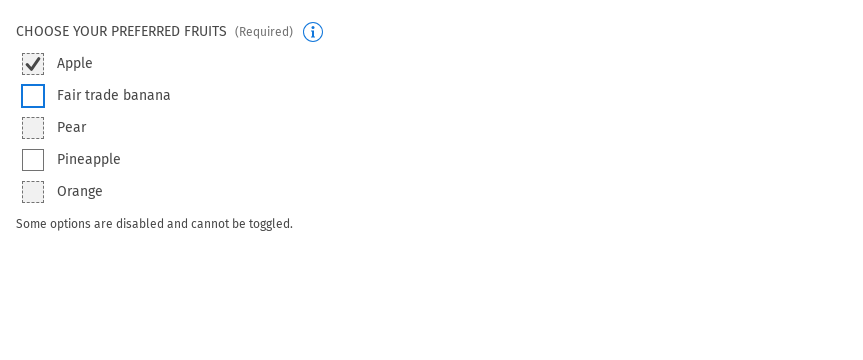 CHOOSE YOUR PREFERRED FRUITS (Required)
Apple
Fair trade banana
Pear
Pineapple
Orange
Some options are disabled and cannot be toggled.